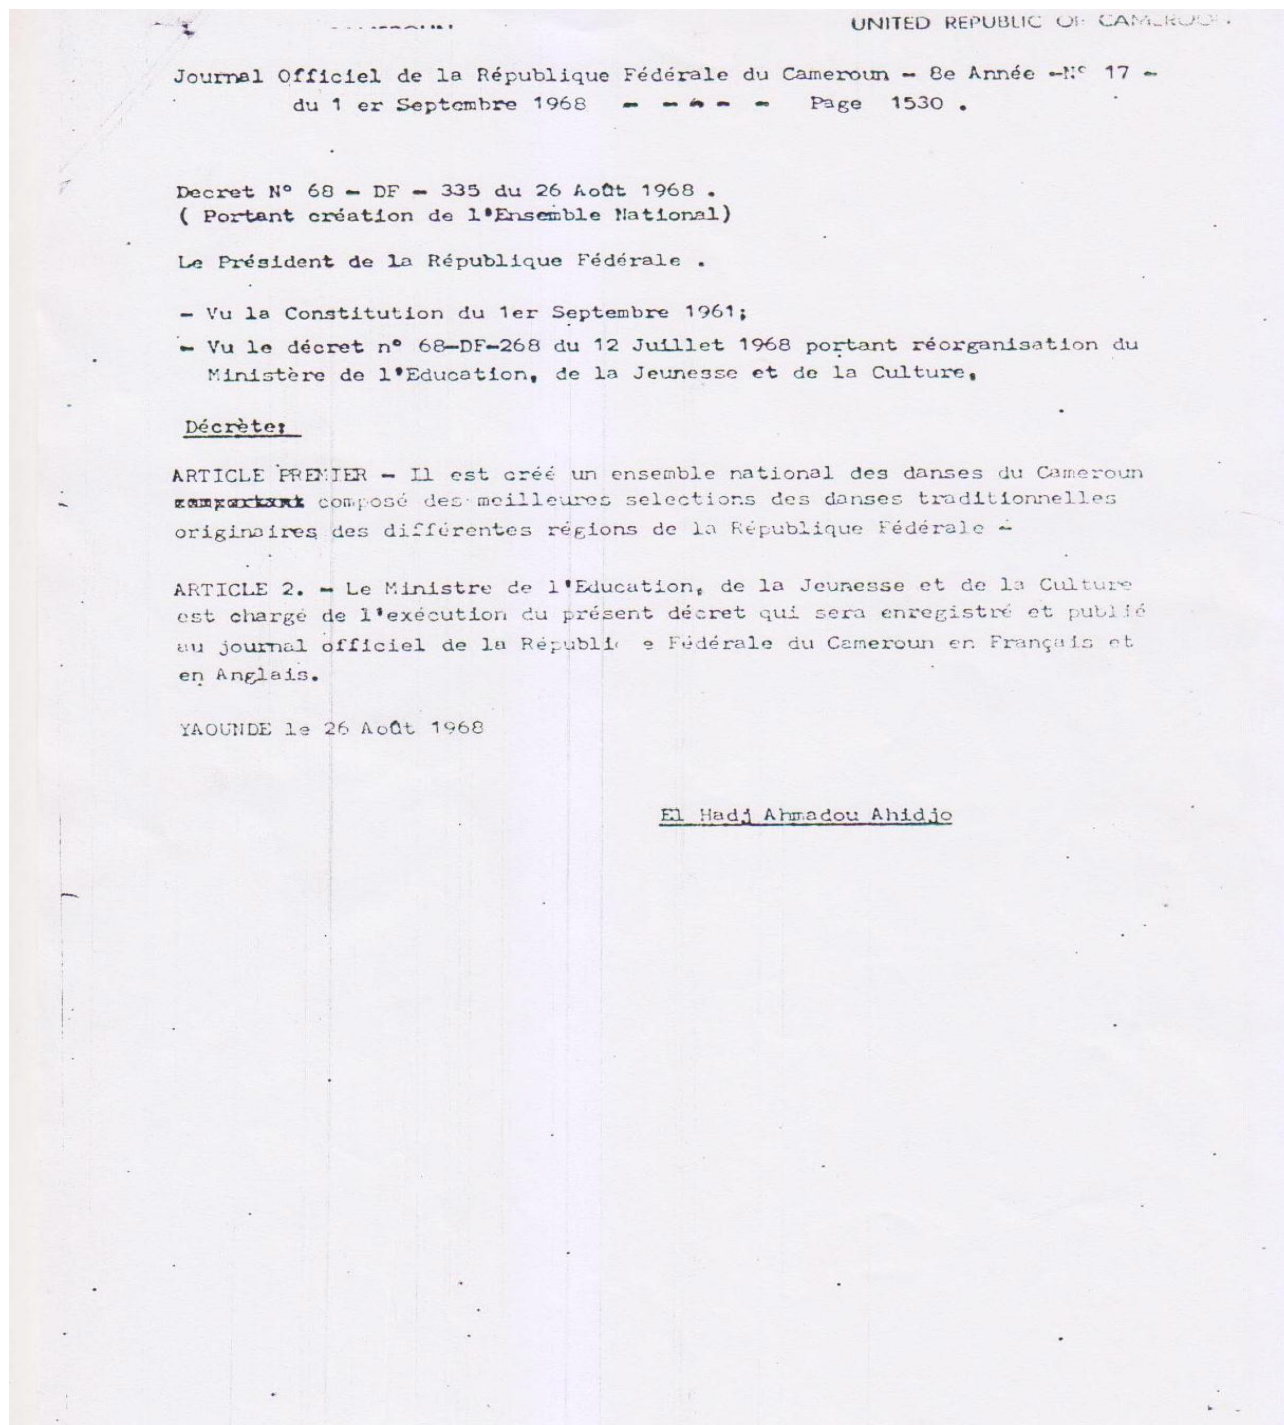 UNITED REPUBLIC OF CAMEROON.
Journal Officiel de la République Fédérale du Cameroun - 8e Année -N° 17 -
du 1 er Septembre 1968 - - - - - Page 1530 .
Decret N° 68 - DF - 335 du 26 Août 1968 .
( Portant création de l'Ensemble National)
Le Président de la République Fédérale .
- Vu la Constitution du 1er Septembre 1961;
- Vu le décret n° 68-DF-268 du 12 Juillet 1968 portant réorganisation du
Ministère de l'Education, de la Jeunesse et de la Culture,
Décrète:
ARTICLE PREMIER - Il est créé un ensemble national des danses du Cameroun
composé des meilleures selections des danses traditionnelles
originaires des différentes régions de la République Fédérale -
ARTICLE 2. - Le Ministre de l'Education, de la Jeunesse et de la Culture
est chargé de l'exécution du présent décret qui sera enregistré et publié
au journal officiel de la Républi e Fédérale du Cameroun en Français et
en Anglais.
YAOUNDE le 26 Août 1968
El Hadj Ahmadou Ahidjo